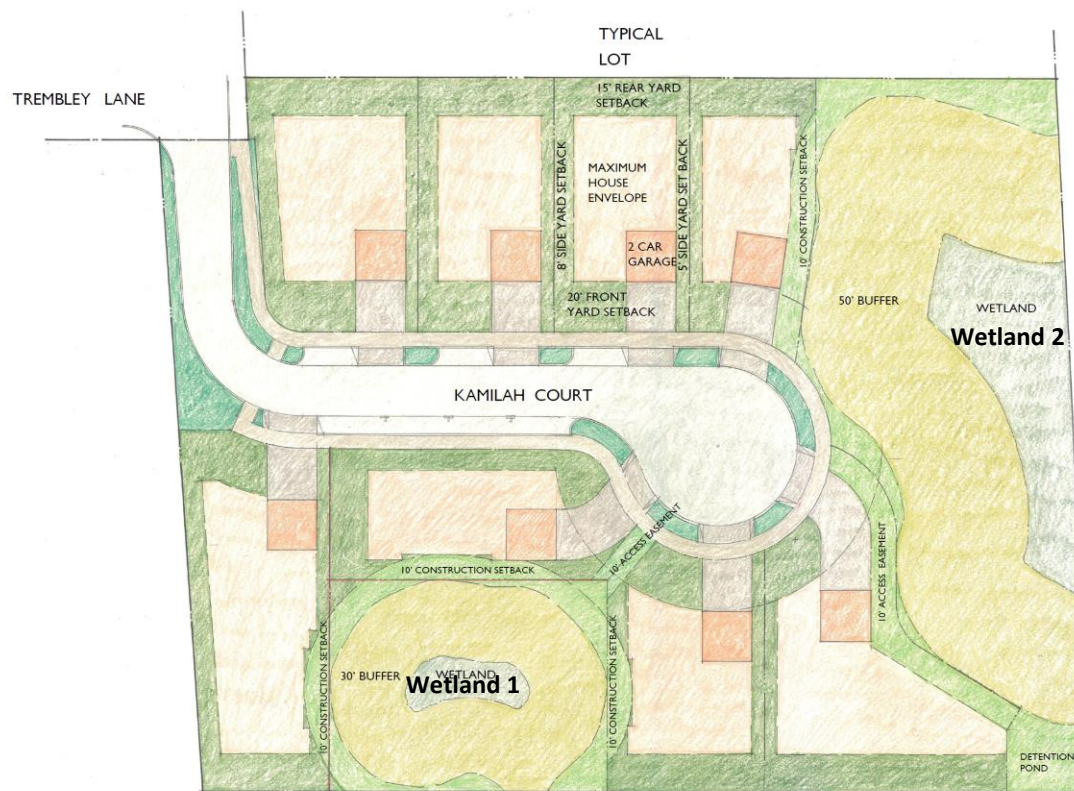 TYPICAL
LOT
TREMBLEY LANE
15' REAR YARD
SETBACK
MAXIMUM
HOUSE
ENVELOPE
8' SIDE YARD SETBACK
5' SIDE YARD SET BACK
10' CONSTRUCTION SETBACK
2 CAR
GARAGE
20' FRONT
YARD SETBACK
50' BUFFER
WETLAND
Wetland 2
KAMILAH COURT
10' ACCESS EASEMENT
10' ACCESS EASEMENT
10' CONSTRUCTION SETBACK
10' CONSTRUCTION SETBACK
10' CONSTRUCTION SETBACK
30' BUFFER
WETLAND
Wetland 1
DETENTION
POND